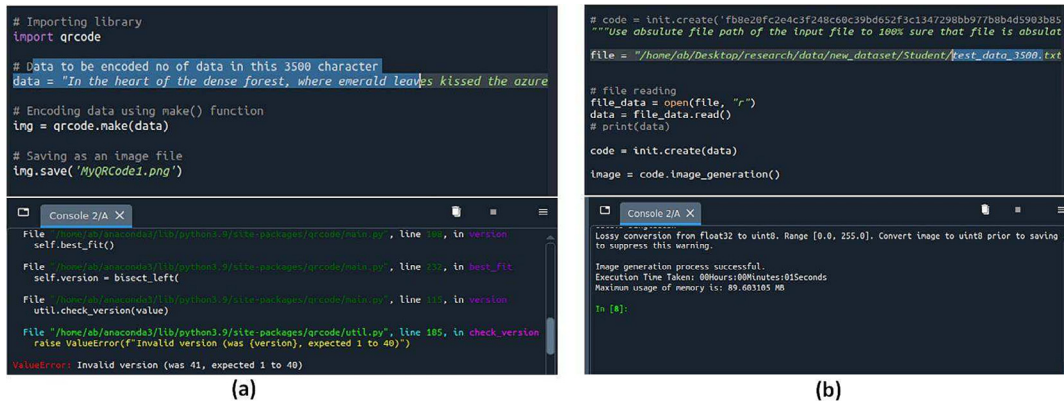 # Importing library
import qrcode
# Data to be encoded no of data in this 3500 character
data = "In the heart of the dense forest, where emerald leaves kissed the azure
# Encoding data using make() function
img = qrcode.make(data)
# Saving as an image file
img.save('MyQRCode1.png')
Console 2/A ✕
File "/home/ab/anaconda3/lib/python3.9/site-packages/qrcode/main.py", line 108, in version
self.best_fit()
File "/home/ab/anaconda3/lib/python3.9/site-packages/qrcode/main.py", line 232, in best_fit
self.version = bisect_left(
File "/home/ab/anaconda3/lib/python3.9/site-packages/qrcode/main.py", line 115, in version
util.check_version(value)
File "/home/ab/anaconda3/lib/python3.9/site-packages/qrcode/util.py", line 185, in check_version
raise ValueError(f"Invalid version (was {version}, expected 1 to 40)")
ValueError: Invalid version (was 41, expected 1 to 40)
(a)
# code = init.create('fb8e20fc2e4c3f248c60c39bd652f3c1347298bb977b8b4d5903b85
"""Use absulute file path of the input file to 100% sure that file is absulat
file = "/home/ab/Desktop/research/data/new_dataset/Student/test_data_3500.txt
# file reading
file_data = open(file, "r")
data = file_data.read()
# print(data)
code = init.create(data)
image = code.image_generation()
Console 2/A ✕
Lossy conversion from float32 to uint8. Range [0.0, 255.0]. Convert image to uint8 prior to saving
to suppress this warning.
Image generation process successful.
Execution Time Taken: 00Hours:00Minutes:01Seconds
Maximum usage of memory is: 89.603105 MB
In [8]:
(b)